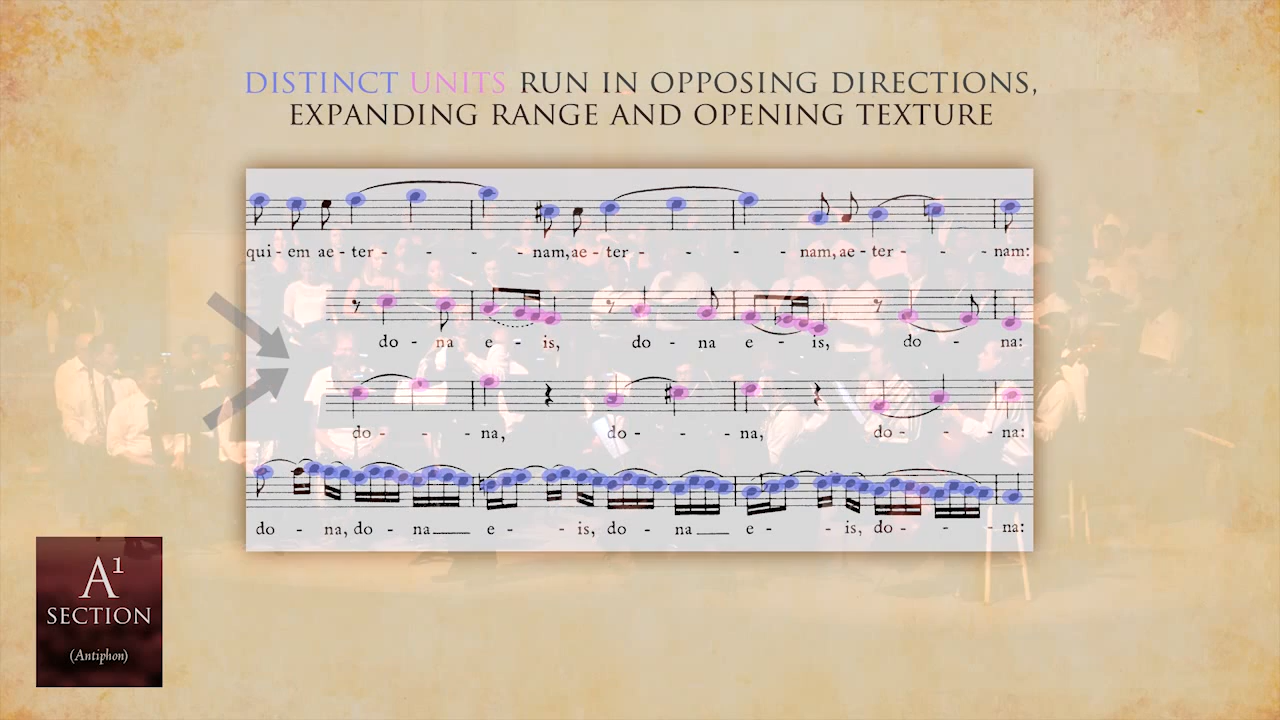 DISTINCT UNITS RUN IN OPPOSING DIRECTIONS,
EXPANDING RANGE AND OPENING TEXTURE
qui - em ae - ter - - - - nam, ae - ter - - - - nam, ae - ter - - - nam:
do - na e - is, do - na e - is, do - na:
do - - - na, do - - - na, do - - - na:
do - na, do - na___ e - - is, do - na___ e - - is, do - - - na:
A1
SECTION
(Antiphon)